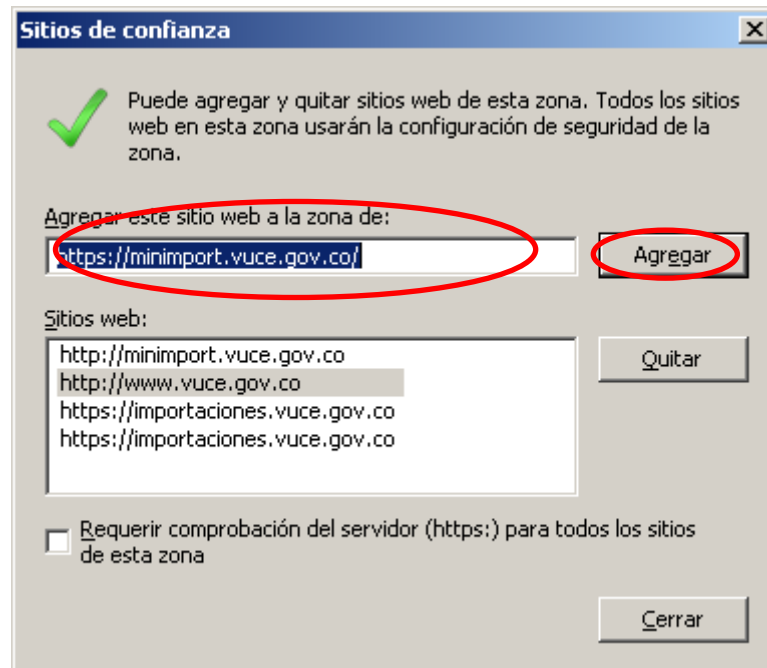 Sitios de confianza
Puede agregar y quitar sitios web de esta zona. Todos los sitios
web en esta zona usarán la configuración de seguridad de la
zona.
Agregar este sitio web a la zona de:
https://minimport.vuce.gov.co/
Agregar
Sitios web:
http://minimport.vuce.gov.co
http://www.vuce.gov.co
https://importaciones.vuce.gov.co
https://importaciones.vuce.gov.co
Quitar
Requerir comprobación del servidor (https:) para todos los sitios
de esta zona
Cerrar